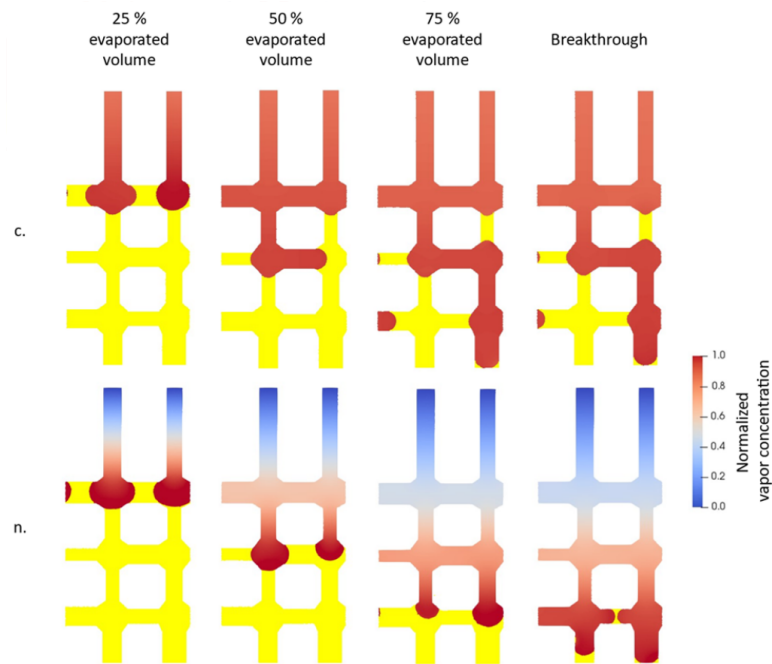 25 %
evaporated
volume
50 %
evaporated
volume
75 %
evaporated
volume
Breakthrough
c.
n.
1.0
0.8
0.6
0.4
0.2
0.0
Normalized
vapor concentration